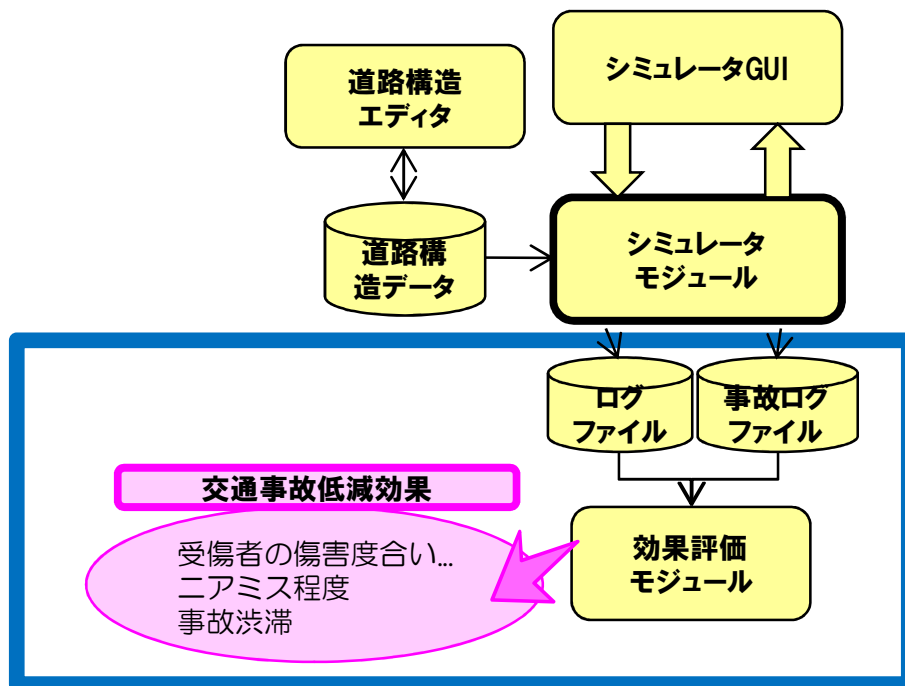 道路構造
エディタ
シミュレータGUI
道路構
造データ
シミュレータ
モジュール
ログ
ファイル
事故ログ
ファイル
交通事故低減効果
受傷者の傷害度合い...
ニアミス程度
事故渋滞
効果評価
モジュール